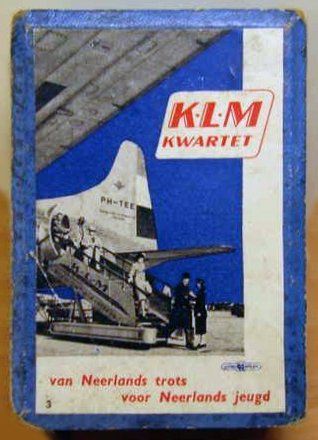 K·L·M
KWARTET
PH-TEE
K·L·M
van Neerlands trots
voor Neerlands jeugd
3